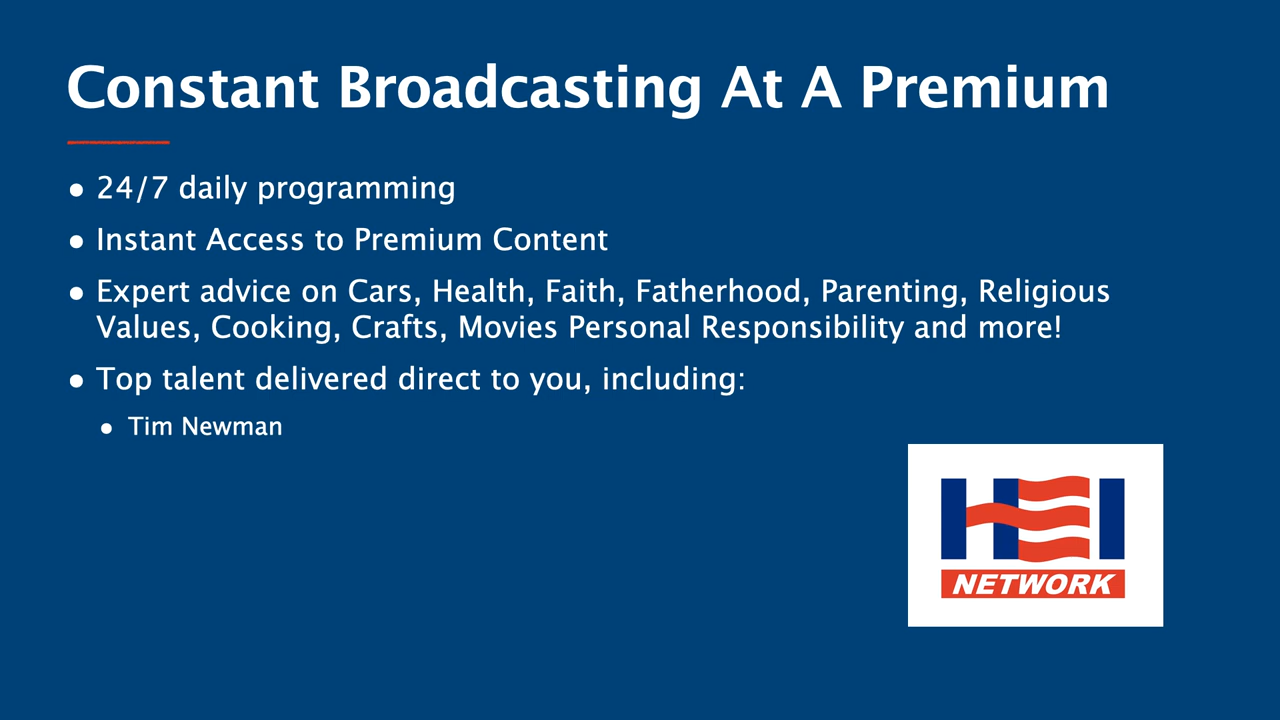 Constant Broadcasting At A Premium
• 24/7 daily programming
• Instant Access to Premium Content
• Expert advice on Cars, Health, Faith, Fatherhood, Parenting, Religious
Values, Cooking, Crafts, Movies Personal Responsibility and more!
• Top talent delivered direct to you, including:
• Tim Newman
HEI
NETWORK